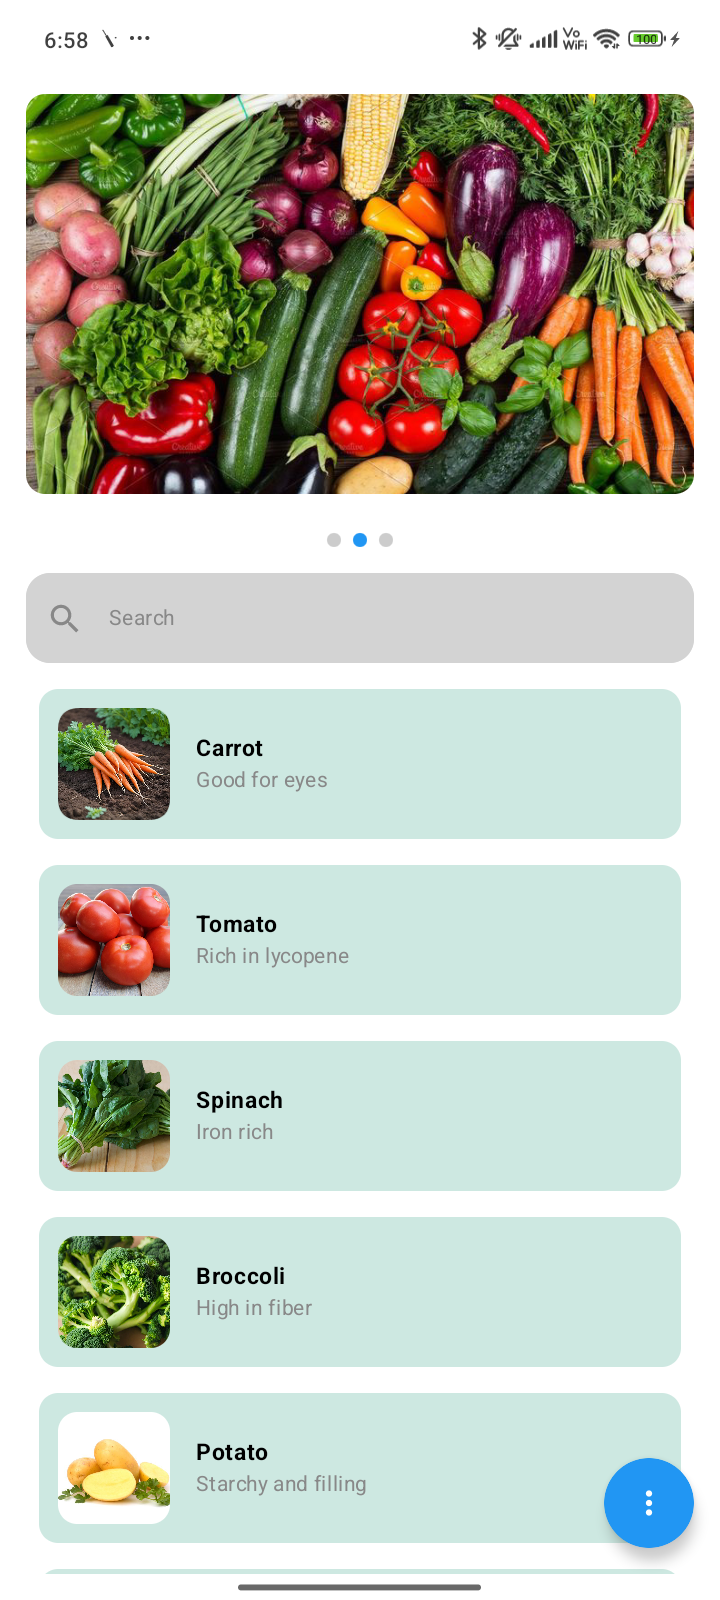 6:58
Vo
WiFi
100
Search
Carrot
Good for eyes
Tomato
Rich in lycopene
Spinach
Iron rich
Broccoli
High in fiber
Potato
Starchy and filling